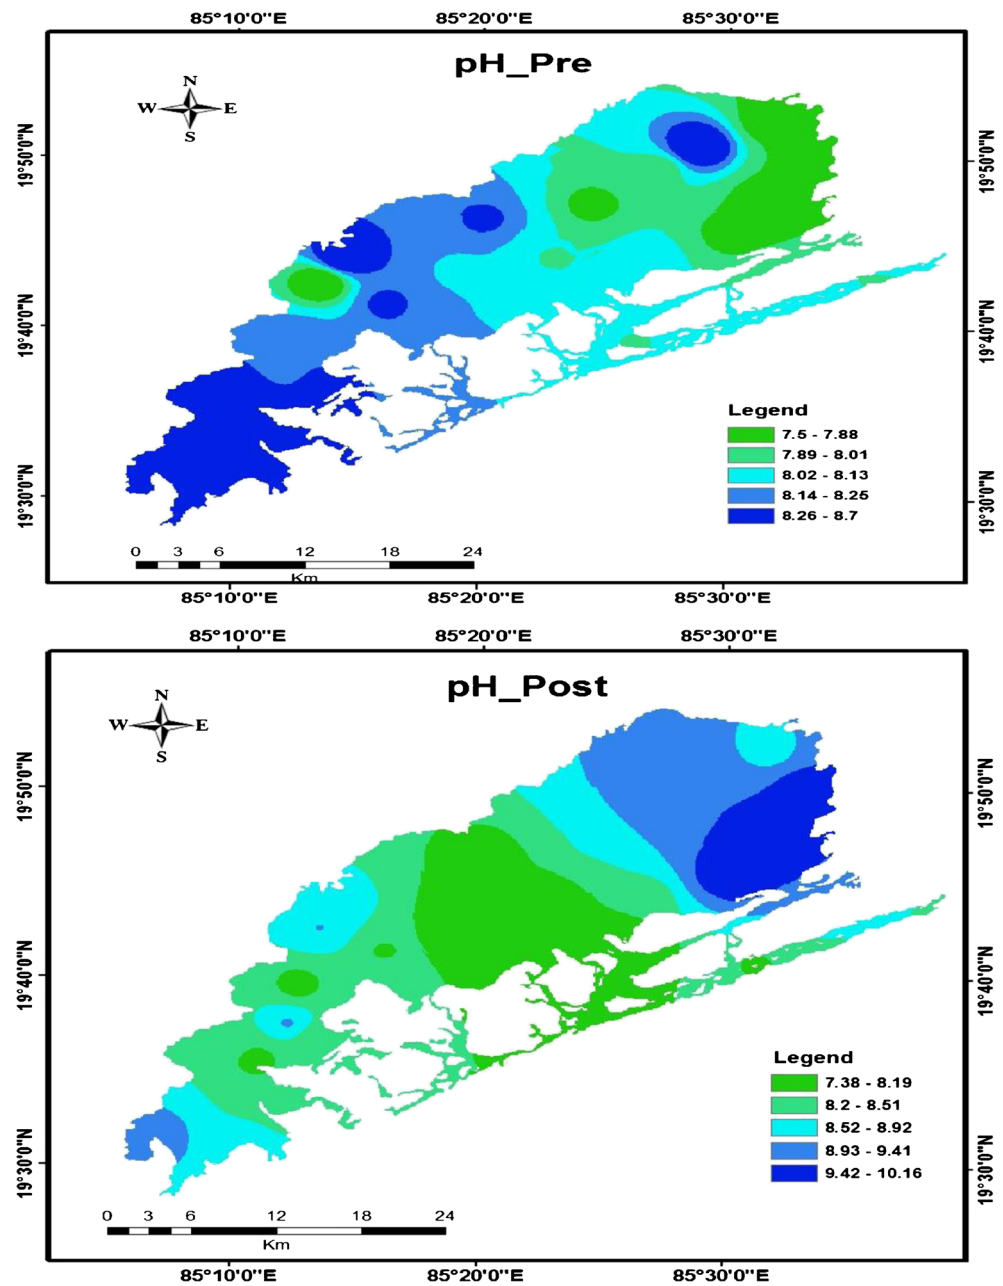 85°10'0"E 85°20'0"E 85°30'0"E
pH_Pre
N
W E
S
19°50'0"N 19°50'0"N
19°40'0"N 19°40'0"N
19°30'0"N 19°30'0"N
Legend
7.5 - 7.88
7.89 - 8.01
8.02 - 8.13
8.14 - 8.25
8.26 - 8.7
0 3 6 12 18 24
Km
85°10'0"E 85°20'0"E 85°30'0"E
85°10'0"E 85°20'0"E 85°30'0"E
pH_Post
N
W E
S
19°50'0"N 19°50'0"N
19°40'0"N 19°40'0"N
19°30'0"N 19°30'0"N
Legend
7.38 - 8.19
8.2 - 8.51
8.52 - 8.92
8.93 - 9.41
9.42 - 10.16
0 3 6 12 18 24
Km
85°10'0"E 85°20'0"E 85°30'0"E